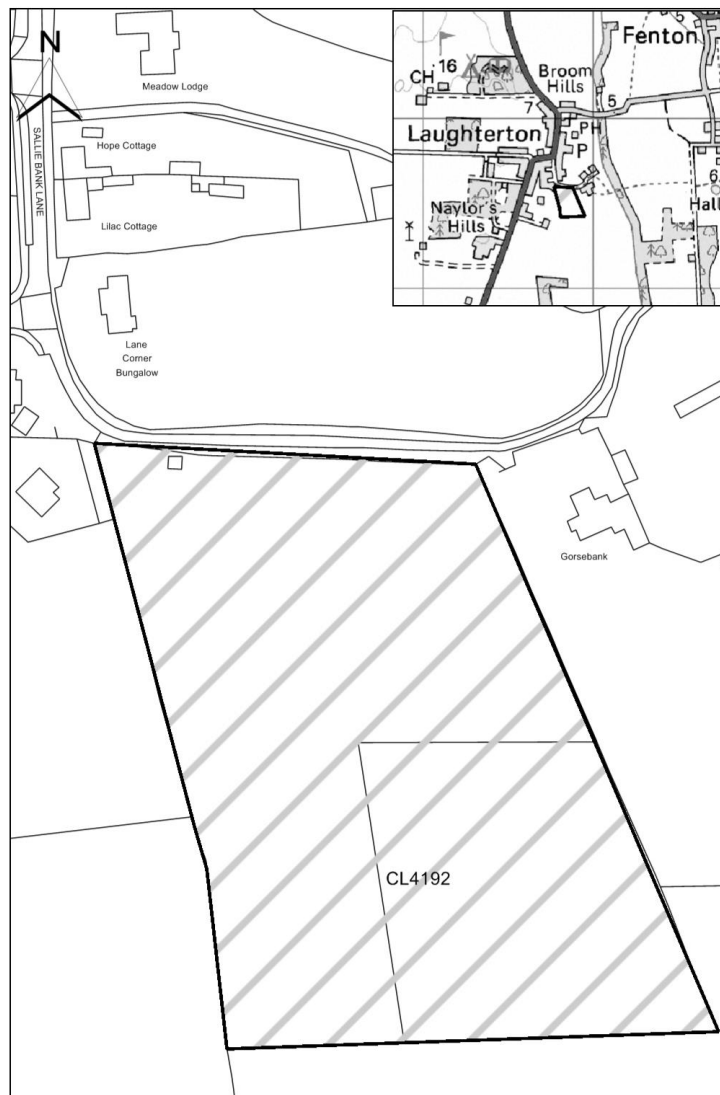 N
Meadow Lodge
SALLIE BANK LANE
Hope Cottage
Lilac Cottage
Lane
Corner
Bungalow
Gorsebank
CL4192
Fenton
16
CH
Broom
Hills
5
7
PH
Laughterton
P
6
Naylor's
Hills
Hall